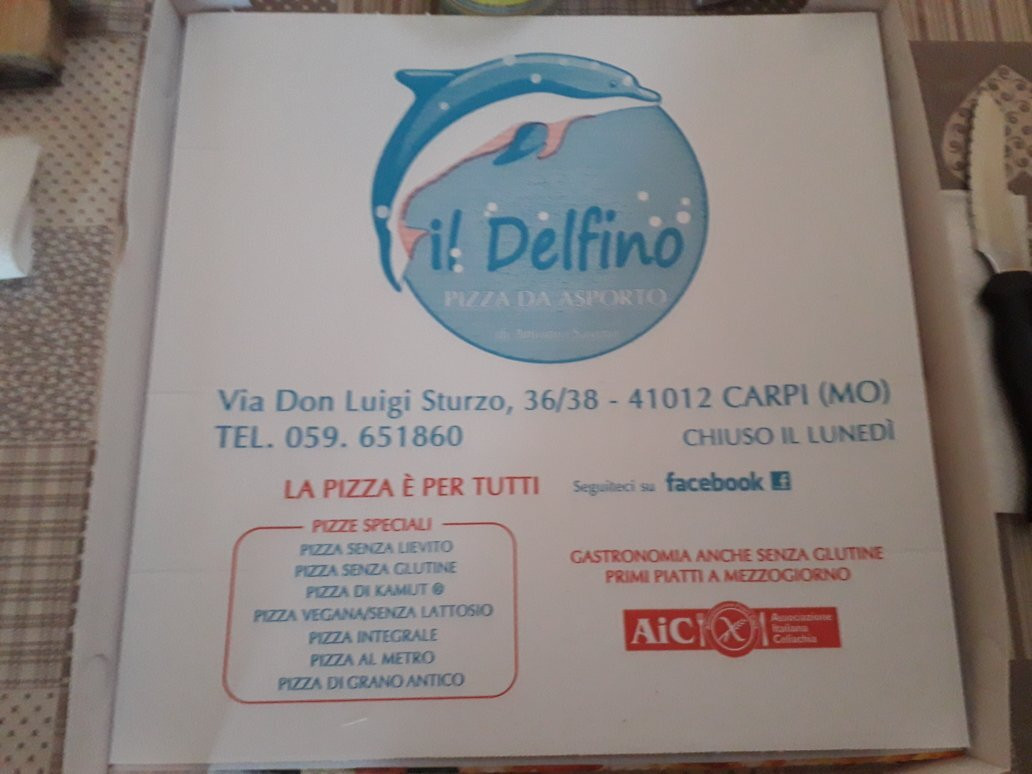 il Delfino
PIZZA DA ASPORTO
Via Don Luigi Sturzo, 36/38 - 41012 CARPI (MO)
TEL. 059. 651860
CHIUSO IL LUNEDÌ
LA PIZZA È PER TUTTI
Seguiteci su facebook f
PIZZE SPECIALI
PIZZA SENZA LIEVITO
PIZZA SENZA GLUTINE
PIZZA DI KAMUT ®
PIZZA VEGANA/SENZA LATTOSIO
PIZZA INTEGRALE
PIZZA AL METRO
PIZZA DI GRANO ANTICO
GASTRONOMIA ANCHE SENZA GLUTINE
PRIMI PIATTI A MEZZOGIORNO
AiC
Associazione
Italiana
Celiachia